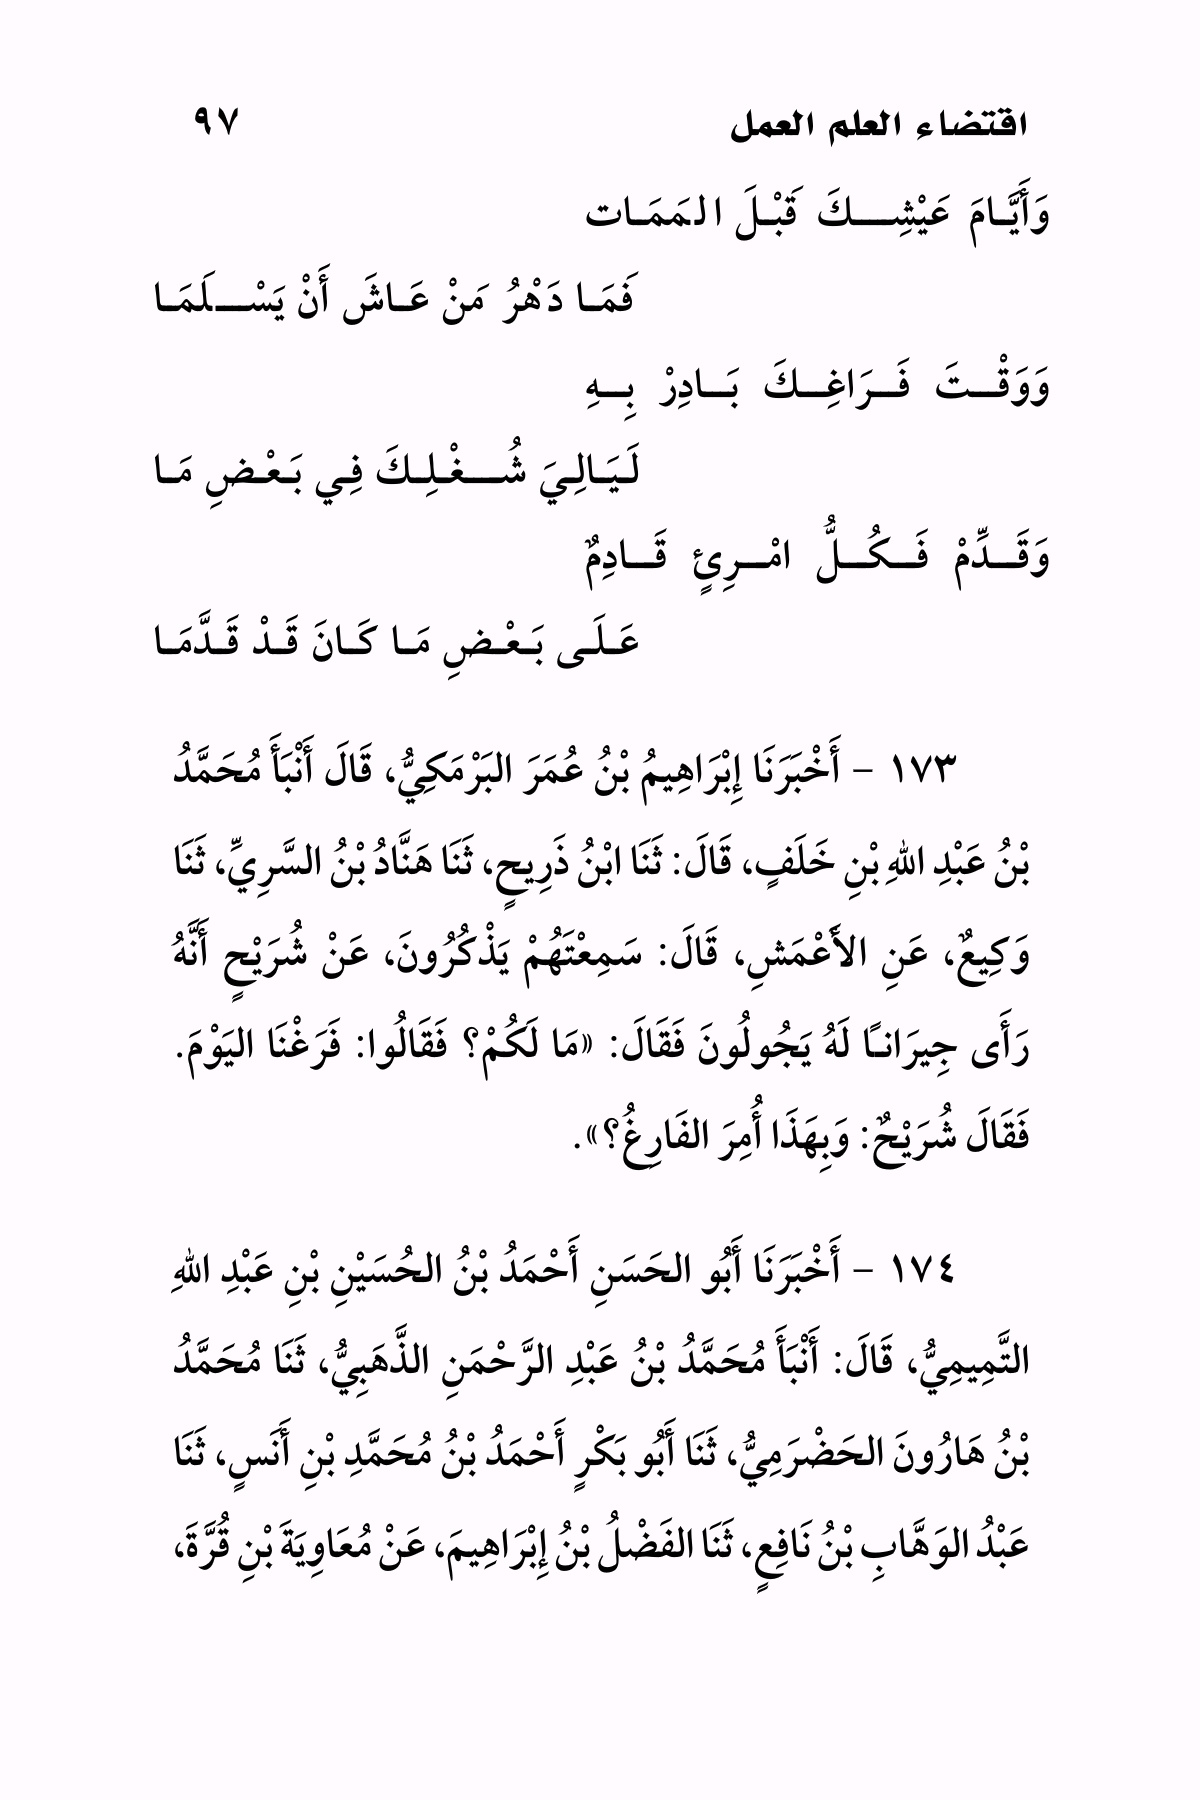 اقتضاء العلم العمل ٩٧
وَأَيَّامَ عَيْشِكَ قَبْلَ المَمَات
فَمَا دَهْرُ مَنْ عَاشَ أَنْ يَسْلَمَا
وَوَقْتَ فَرَاغِكَ بَادِرْ بِهِ
لَيَالِيَ شُغْلِكَ فِي بَعْضِ مَا
وَقَدِّمْ فَكُلُّ امْرِئٍ قَادِمٌ
عَلَى بَعْضِ مَا كَانَ قَدْ قَدَّمَا
١٧٣ – أَخْبَرَنَا إِبْرَاهِيمُ بْنُ عُمَرَ البَرْمَكِيُّ، قَالَ أَنْبَأَ مُحَمَّدُ
بْنُ عَبْدِ اللهِ بْنِ خَلَفٍ، قَالَ: ثَنَا ابْنُ ذَرِيحٍ، ثَنَا هَنَّادُ بْنُ السَّرِيِّ، ثَنَا
وَكِيعٌ، عَنِ الأَعْمَشِ، قَالَ: سَمِعْتَهُمْ يَذْكُرُونَ، عَنْ شُرَيْحٍ أَنَّهُ
رَأَى جِيرَانًا لَهُ يَجُولُونَ فَقَالَ: «مَا لَكُمْ؟ فَقَالُوا: فَرَغْنَا اليَوْمَ.
فَقَالَ شُرَيْحٌ: وَبِهَذَا أُمِرَ الفَارِغُ؟».
١٧٤ – أَخْبَرَنَا أَبُو الحَسَنِ أَحْمَدُ بْنُ الحُسَيْنِ بْنِ عَبْدِ اللهِ
التَّمِيمِيُّ، قَالَ: أَنْبَأَ مُحَمَّدُ بْنُ عَبْدِ الرَّحْمَنِ الذَّهَبِيُّ، ثَنَا مُحَمَّدُ
بْنُ هَارُونَ الحَضْرَمِيُّ، ثَنَا أَبُو بَكْرٍ أَحْمَدُ بْنُ مُحَمَّدِ بْنِ أَنَسٍ، ثَنَا
عَبْدُ الوَهَّابِ بْنُ نَافِعٍ، ثَنَا الفَضْلُ بْنُ إِبْرَاهِيمَ، عَنْ مُعَاوِيَةَ بْنِ قُرَّةَ،